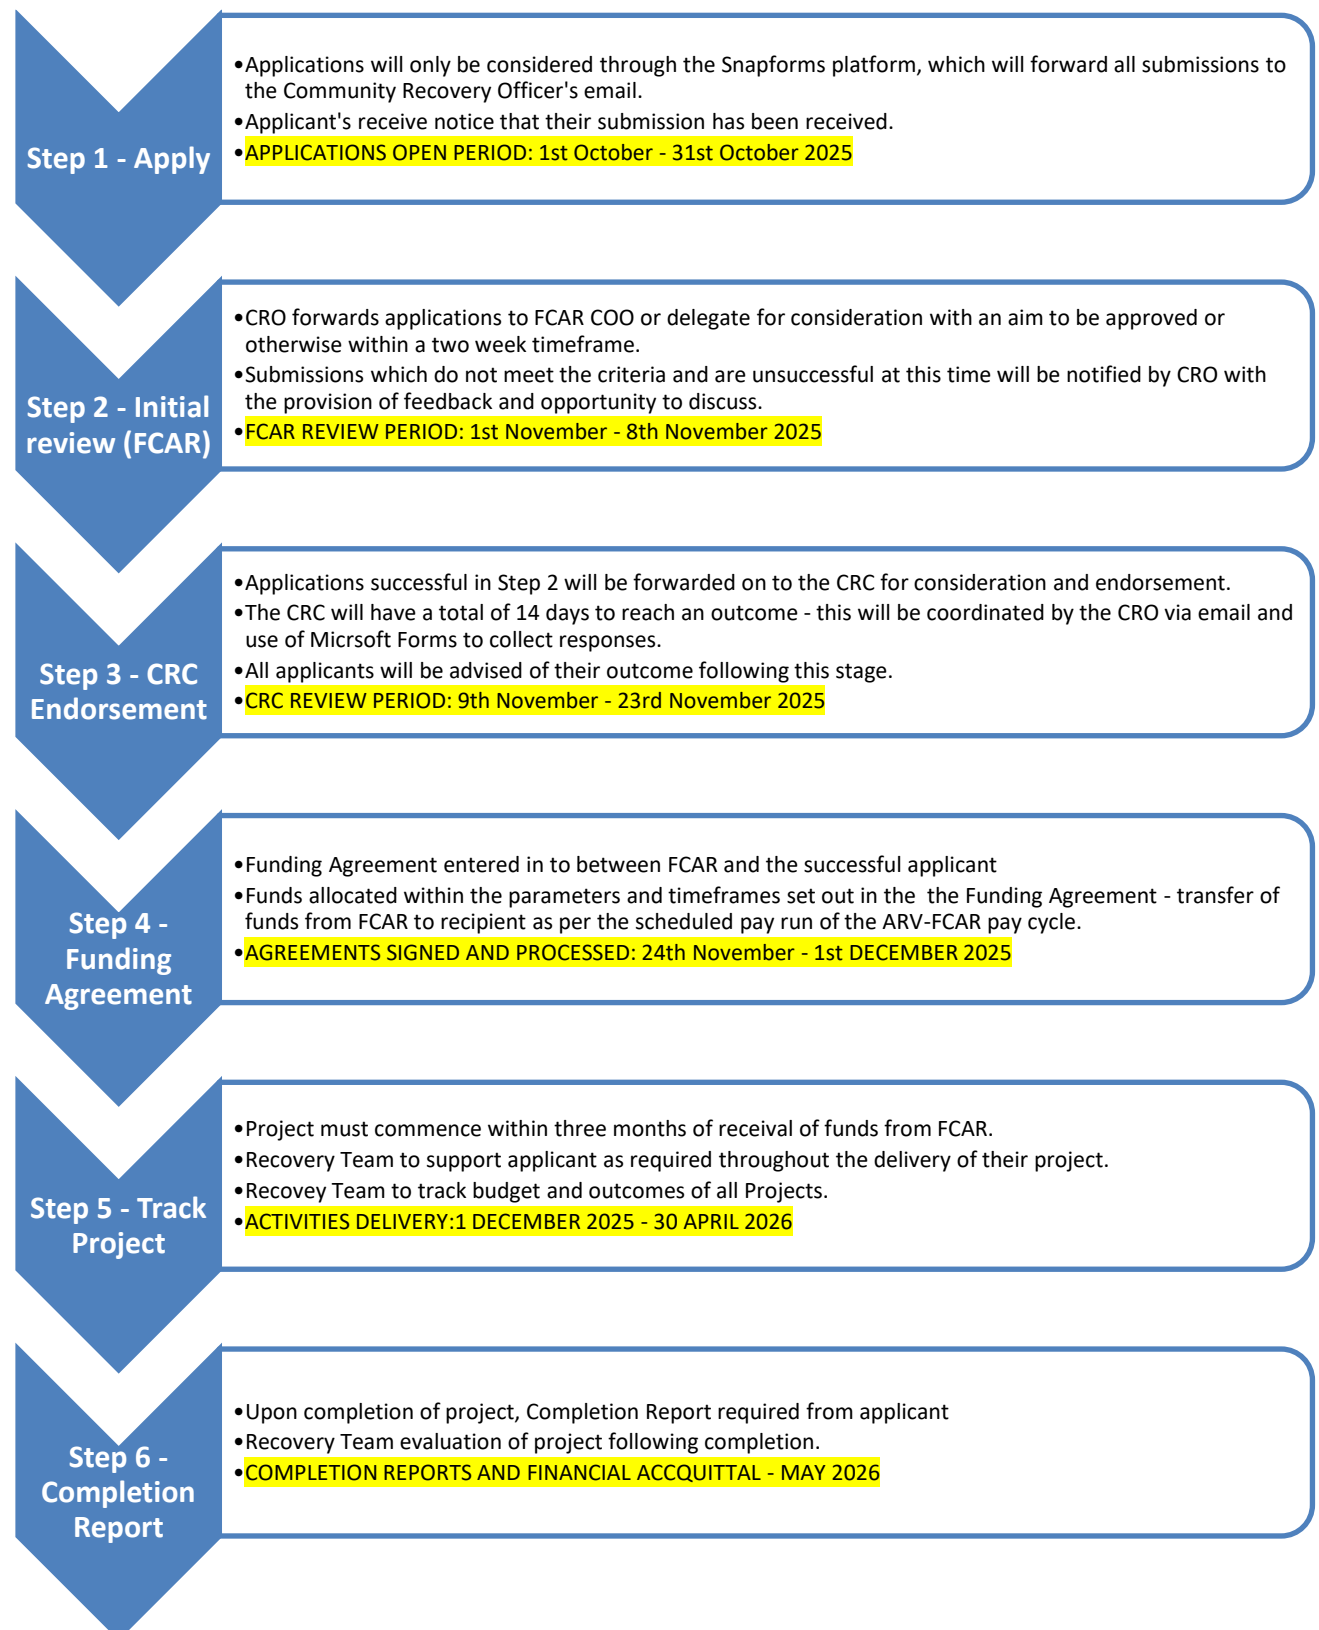 Step 1 - Apply
•Applications will only be considered through the Snapforms platform, which will forward all submissions to
the Community Recovery Officer's email.
•Applicant's receive notice that their submission has been received.
•APPLICATIONS OPEN PERIOD: 1st October - 31st October 2025
Step 2 - Initial
review (FCAR)
•CRO forwards applications to FCAR COO or delegate for consideration with an aim to be approved or
otherwise within a two week timeframe.
•Submissions which do not meet the criteria and are unsuccessful at this time will be notified by CRO with
the provision of feedback and opportunity to discuss.
•FCAR REVIEW PERIOD: 1st November - 8th November 2025
Step 3 - CRC
Endorsement
•Applications successful in Step 2 will be forwarded on to the CRC for consideration and endorsement.
•The CRC will have a total of 14 days to reach an outcome - this will be coordinated by the CRO via email and
use of Micrsoft Forms to collect responses.
•All applicants will be advised of their outcome following this stage.
•CRC REVIEW PERIOD: 9th November - 23rd November 2025
Step 4 -
Funding
Agreement
•Funding Agreement entered in to between FCAR and the successful applicant
•Funds allocated within the parameters and timeframes set out in the  the Funding Agreement - transfer of
funds from FCAR to recipient as per the scheduled pay run of the ARV-FCAR pay cycle.
•AGREEMENTS SIGNED AND PROCESSED: 24th November - 1st DECEMBER 2025
Step 5 - Track
Project
•Project must commence within three months of receival of funds from FCAR.
•Recovery Team to support applicant as required throughout the delivery of their project.
•Recovey Team to track budget and outcomes of all Projects.
•ACTIVITIES DELIVERY:1 DECEMBER 2025 - 30 APRIL 2026
Step 6 -
Completion
Report
•Upon completion of project, Completion Report required from applicant
•Recovery Team evaluation of project following completion.
•COMPLETION REPORTS AND FINANCIAL ACCQUITTAL - MAY 2026